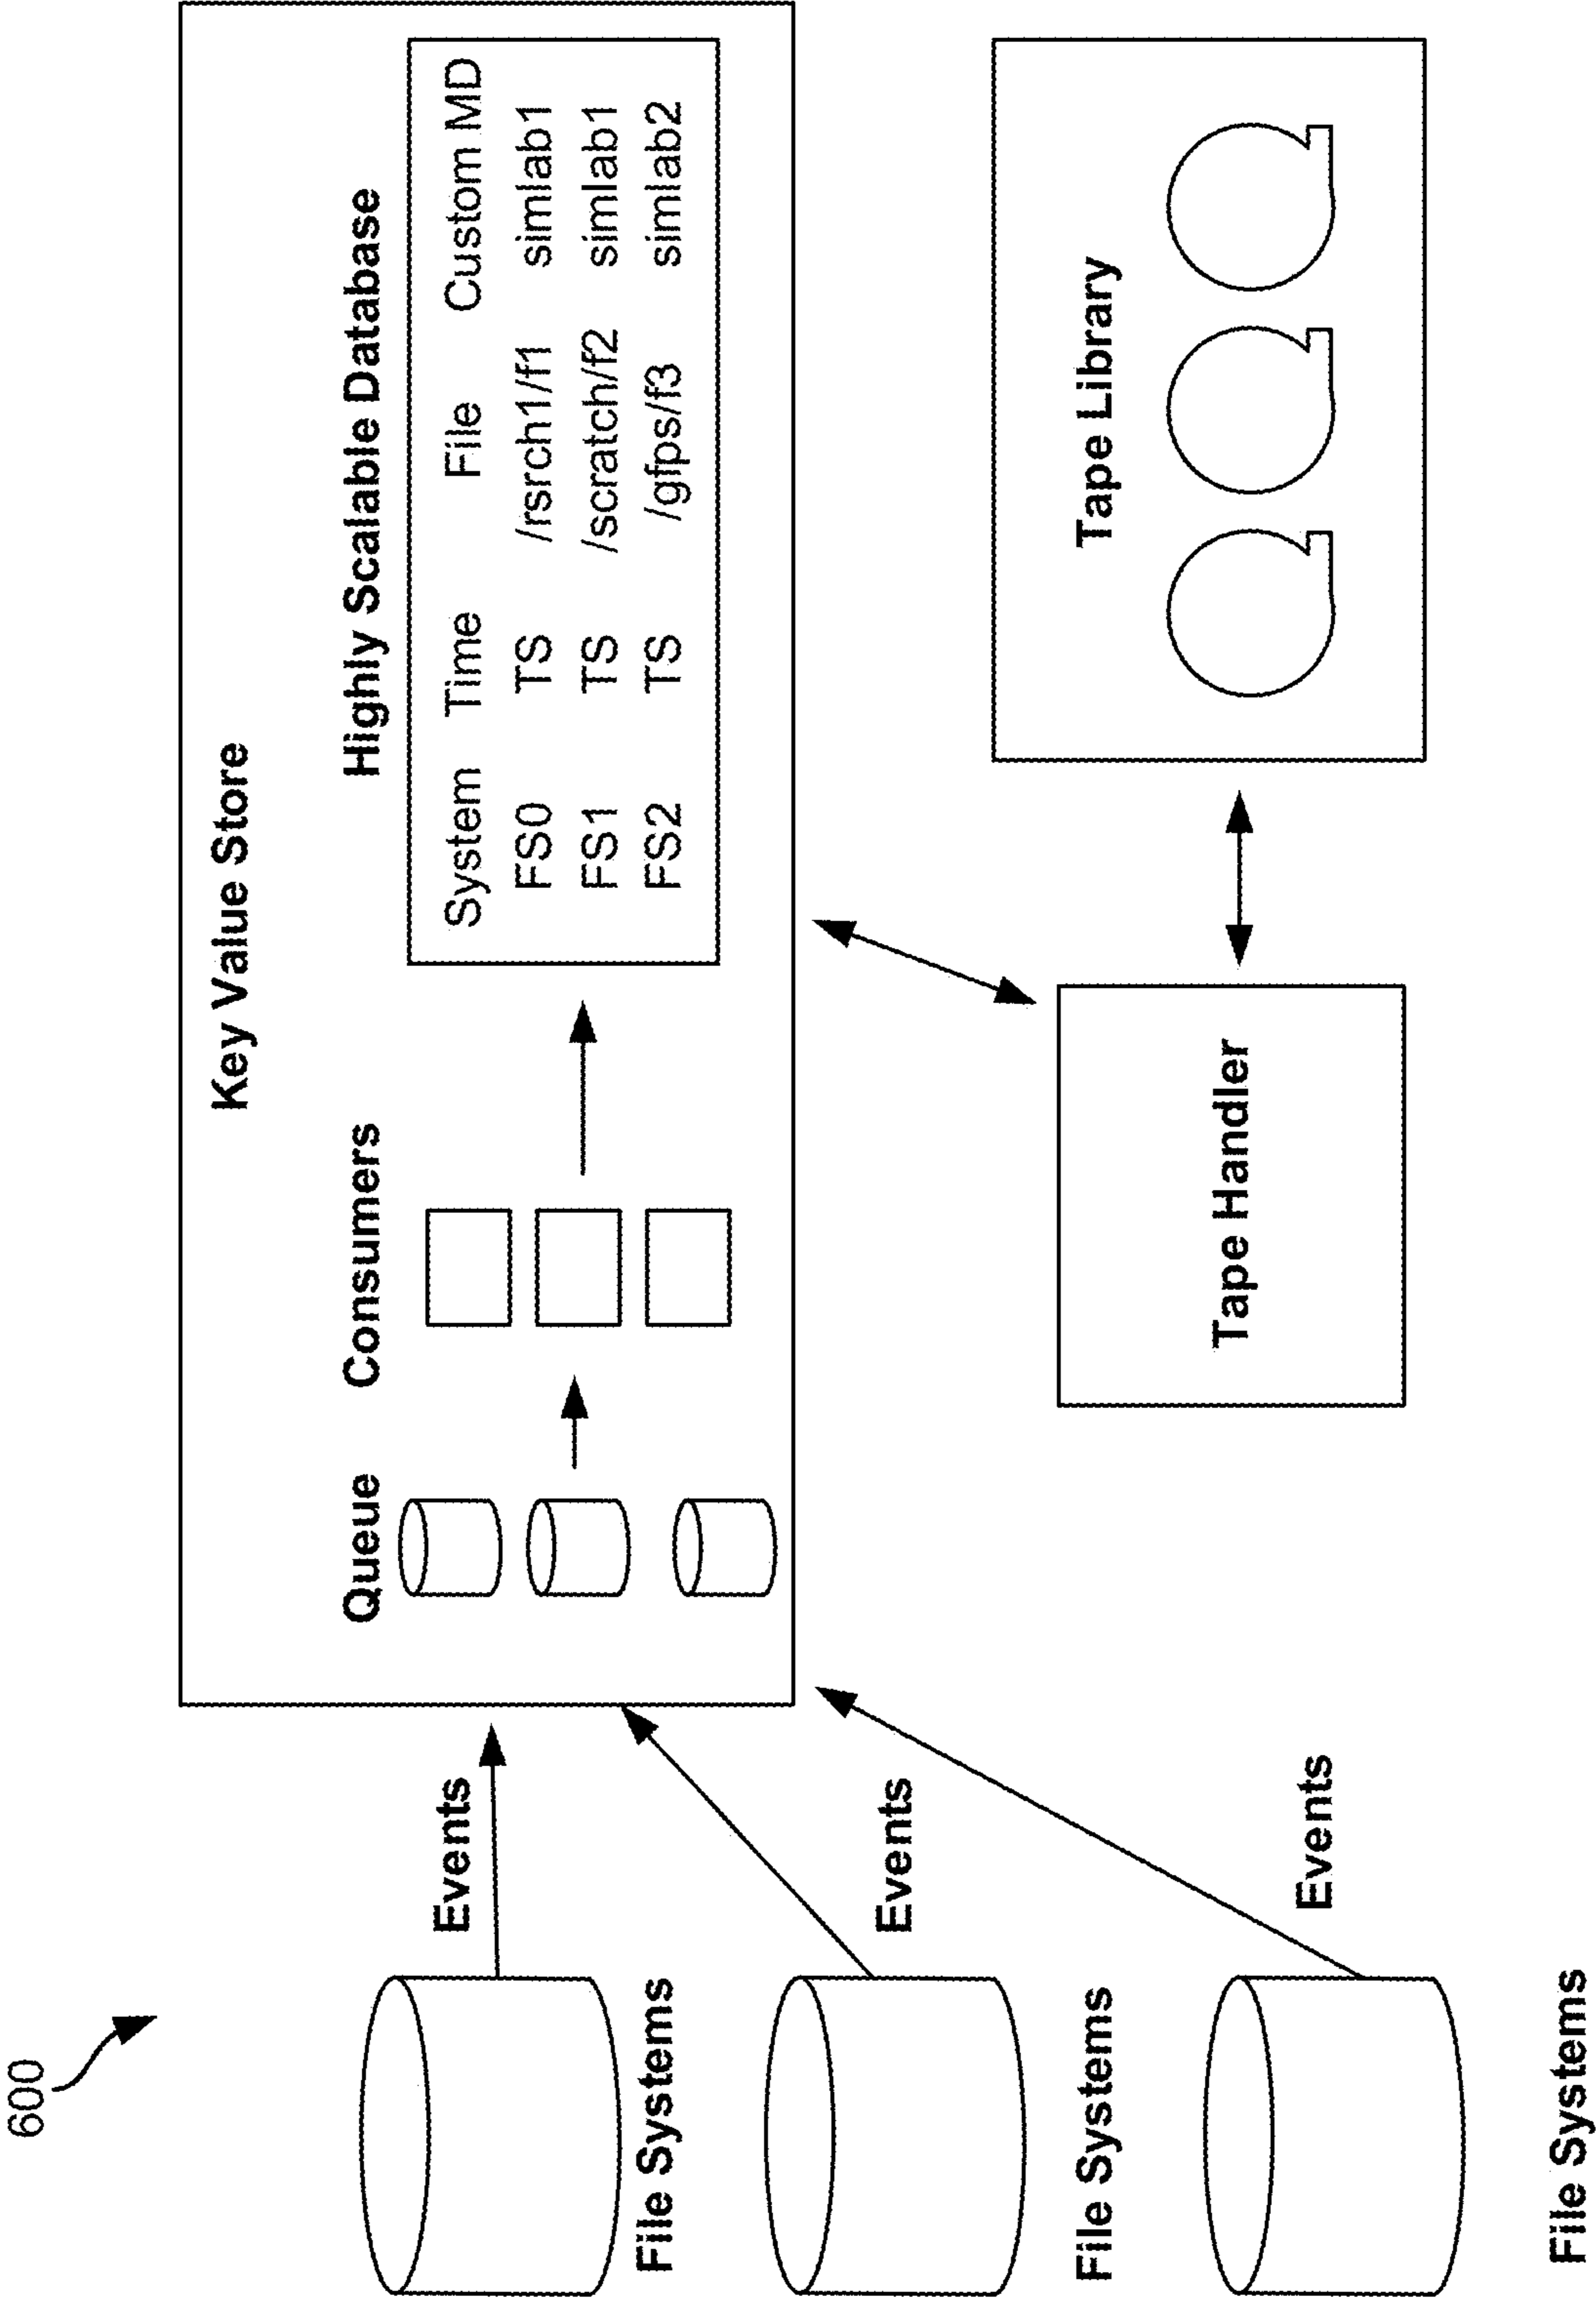 600
Key Value Store
Queue
Consumers
Highly Scalable Database
System Time File Custom MD
FS0 TS /rsrch1/f1 simlab1
FS1 TS /scratch/f2 simlab1
FS2 TS /gfps/f3 simlab2
Events
File Systems
Events
File Systems
Events
File Systems
Tape Handler
Tape Library